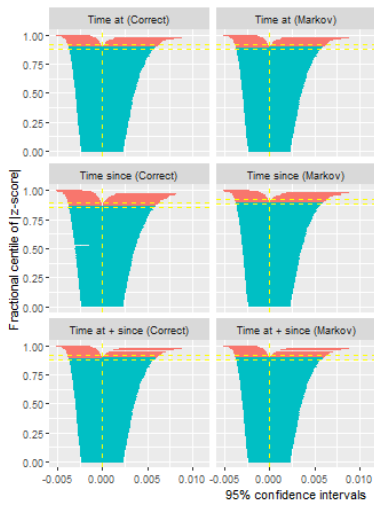 Time at (Correct) Time at (Markov)
1.00
0.75
0.50
0.25
0.00
Time since (Correct) Time since (Markov)
1.00
0.75
0.50
0.25
0.00
Time at + since (Correct) Time at + since (Markov)
1.00
0.75
0.50
0.25
0.00
-0.005 0.000 0.005 0.010 -0.005 0.000 0.005 0.010
Fractional centile of |z-score|
95% confidence intervals